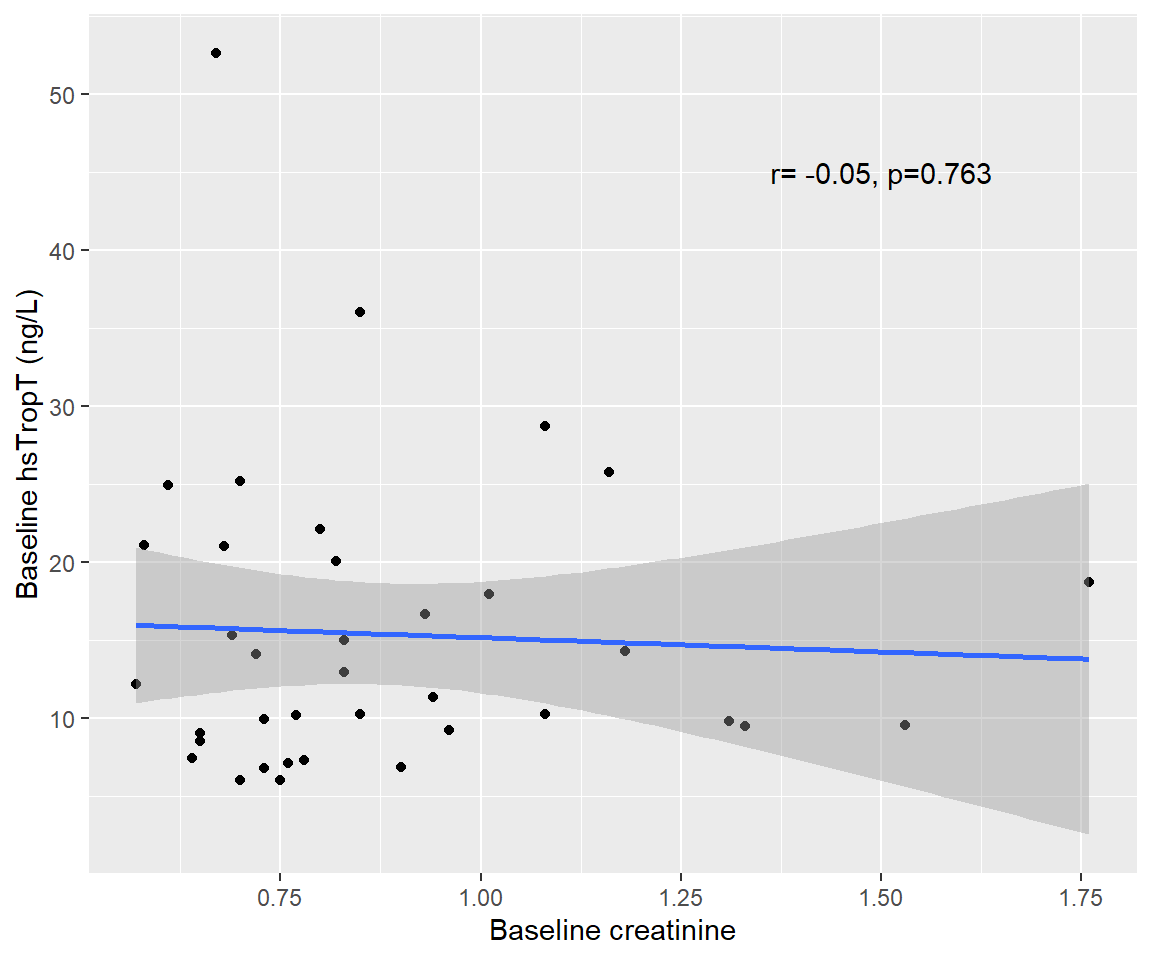 50
40
30
20
10
Baseline hsTropT (ng/L)
r= -0.05, p=0.763
0.75 1.00 1.25 1.50 1.75
Baseline creatinine